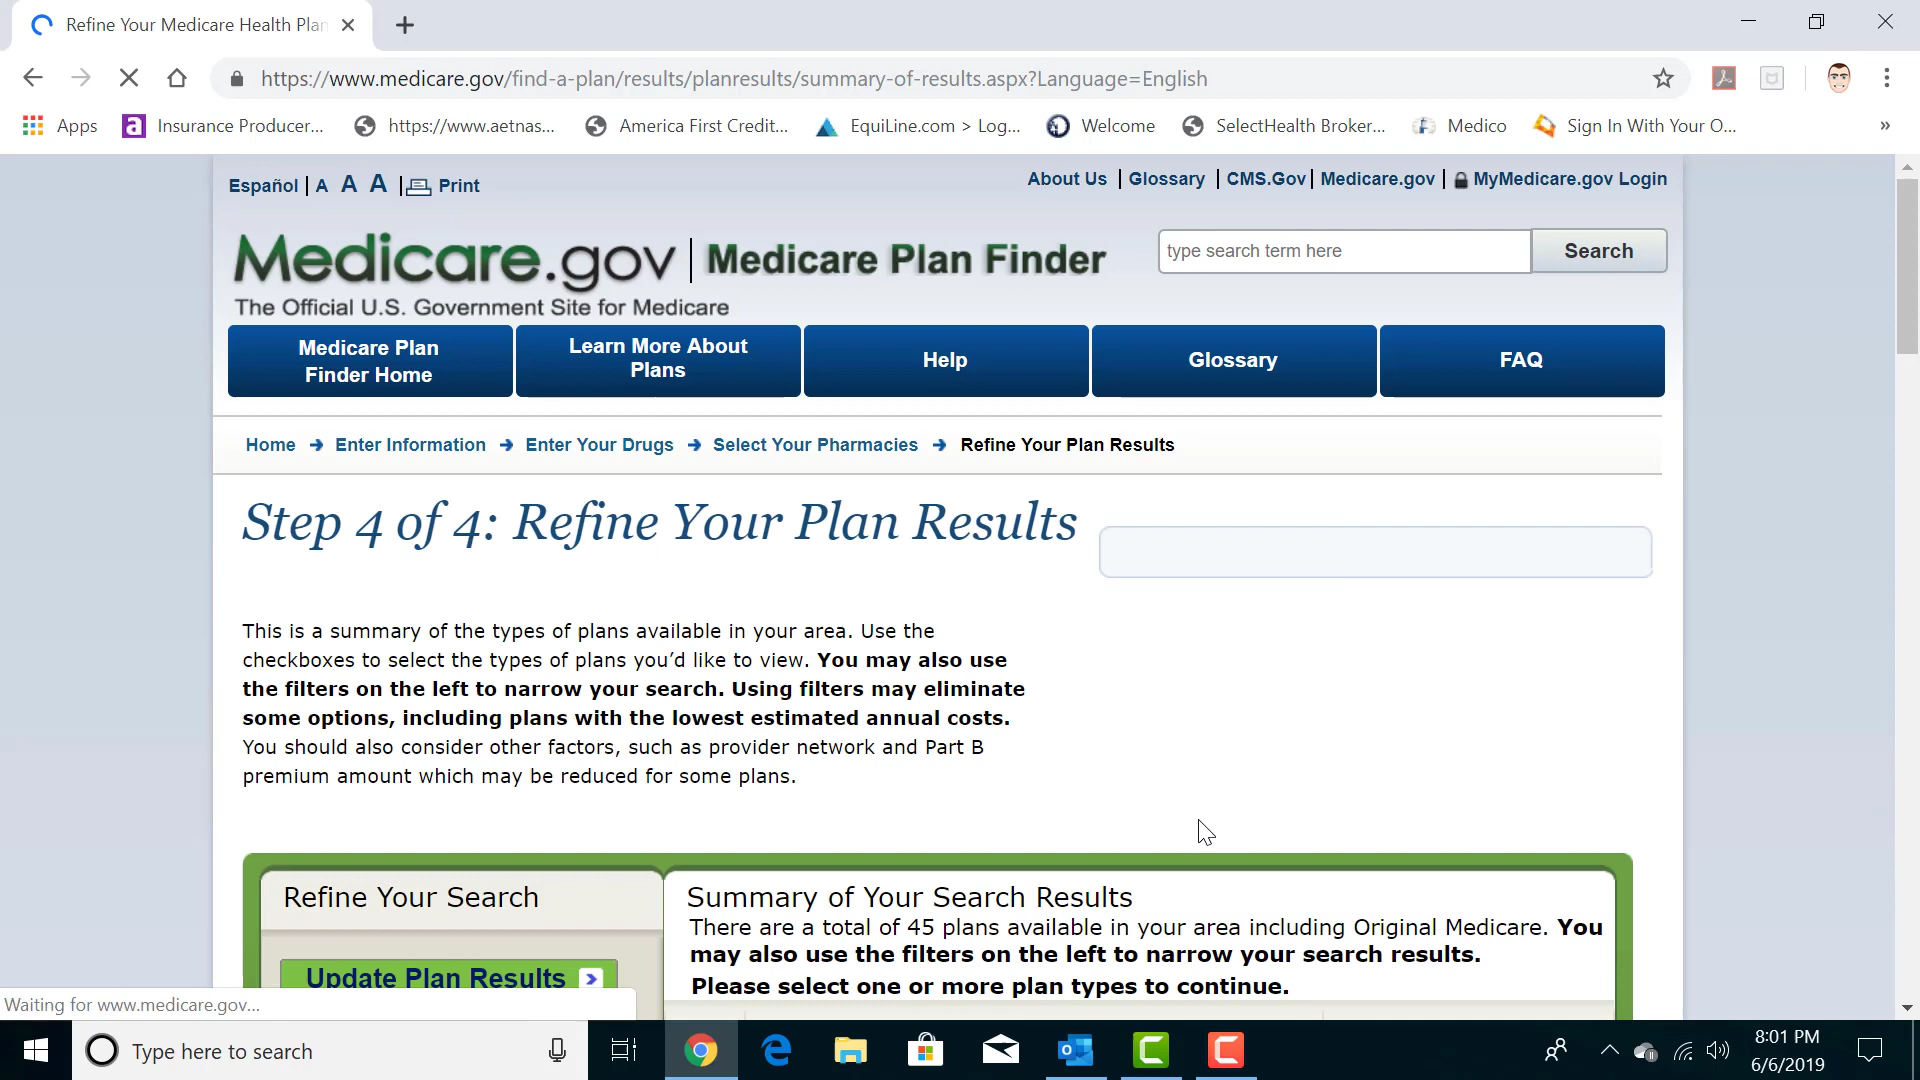 Refine Your Medicare Health Plan
https://www.medicare.gov/find-a-plan/results/planresults/summary-of-results.aspx?Language=English
Apps Insurance Producer... https://www.aetnas... America First Credit... EquiLine.com > Log... Welcome SelectHealth Broker... Medico Sign In With Your O... »
Español | A A A | Print
About Us | Glossary | CMS.Gov | Medicare.gov | MyMedicare.gov Login
Medicare.gov | Medicare Plan Finder
type search term here Search
The Official U.S. Government Site for Medicare
Medicare Plan
Finder Home
Learn More About
Plans
Help
Glossary
FAQ
Home → Enter Information → Enter Your Drugs → Select Your Pharmacies → Refine Your Plan Results
Step 4 of 4: Refine Your Plan Results
This is a summary of the types of plans available in your area. Use the
checkboxes to select the types of plans you’d like to view. You may also use
the filters on the left to narrow your search. Using filters may eliminate
some options, including plans with the lowest estimated annual costs.
You should also consider other factors, such as provider network and Part B
premium amount which may be reduced for some plans.
Refine Your Search
Update Plan Results
Summary of Your Search Results
There are a total of 45 plans available in your area including Original Medicare. You
may also use the filters on the left to narrow your search results.
Please select one or more plan types to continue.
Waiting for www.medicare.gov...
Type here to search
8:01 PM
6/6/2019